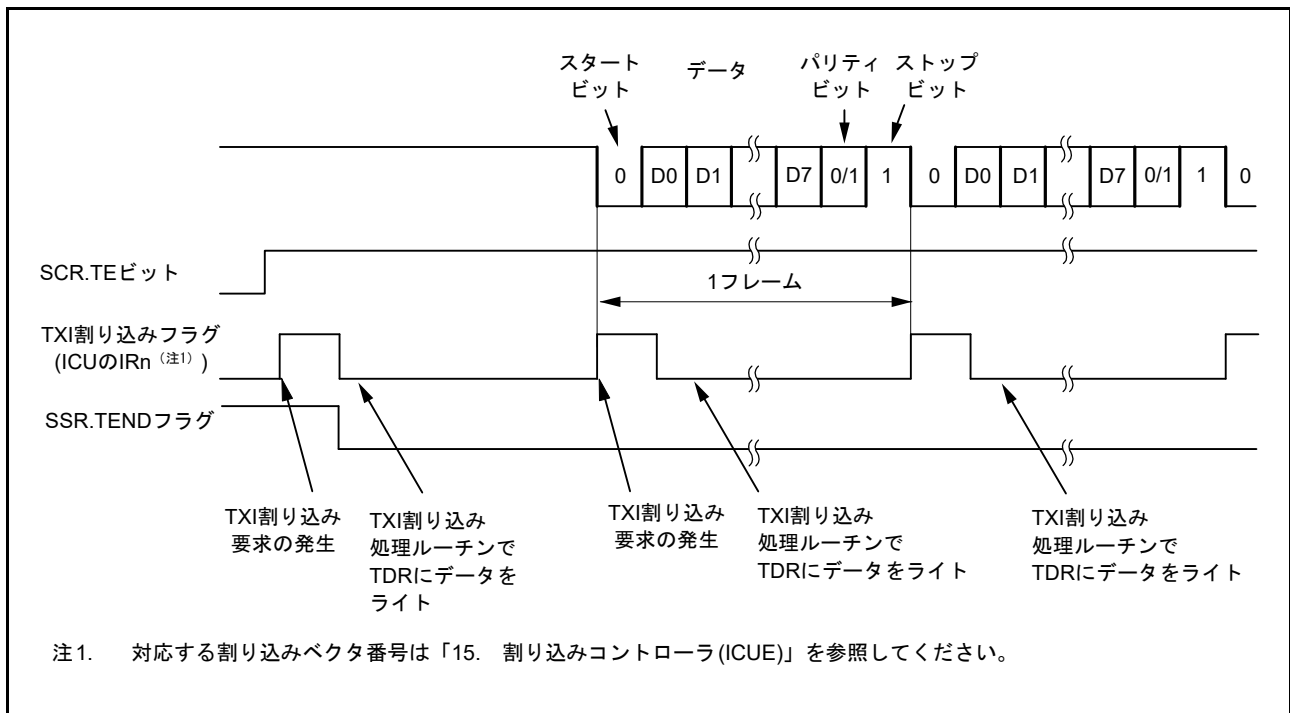 スタート
ビット
データ
パリティ
ビット
ストップ
ビット
0 D0 D1 D7 0/1 1 0 D0 D1 D7 0/1 1 0
SCR.TEビット
1フレーム
TXI割り込みフラグ
(ICUのIRn（注1）)
SSR.TENDフラグ
TXI割り込み
要求の発生
TXI割り込み
処理ルーチンで
TDRにデータを
ライト
TXI割り込み
要求の発生
TXI割り込み
処理ルーチンで
TDRにデータをライト
TXI割り込み
処理ルーチンで
TDRにデータをライト
注1. 対応する割り込みベクタ番号は「15. 割り込みコントローラ(ICUE)」を参照してください。